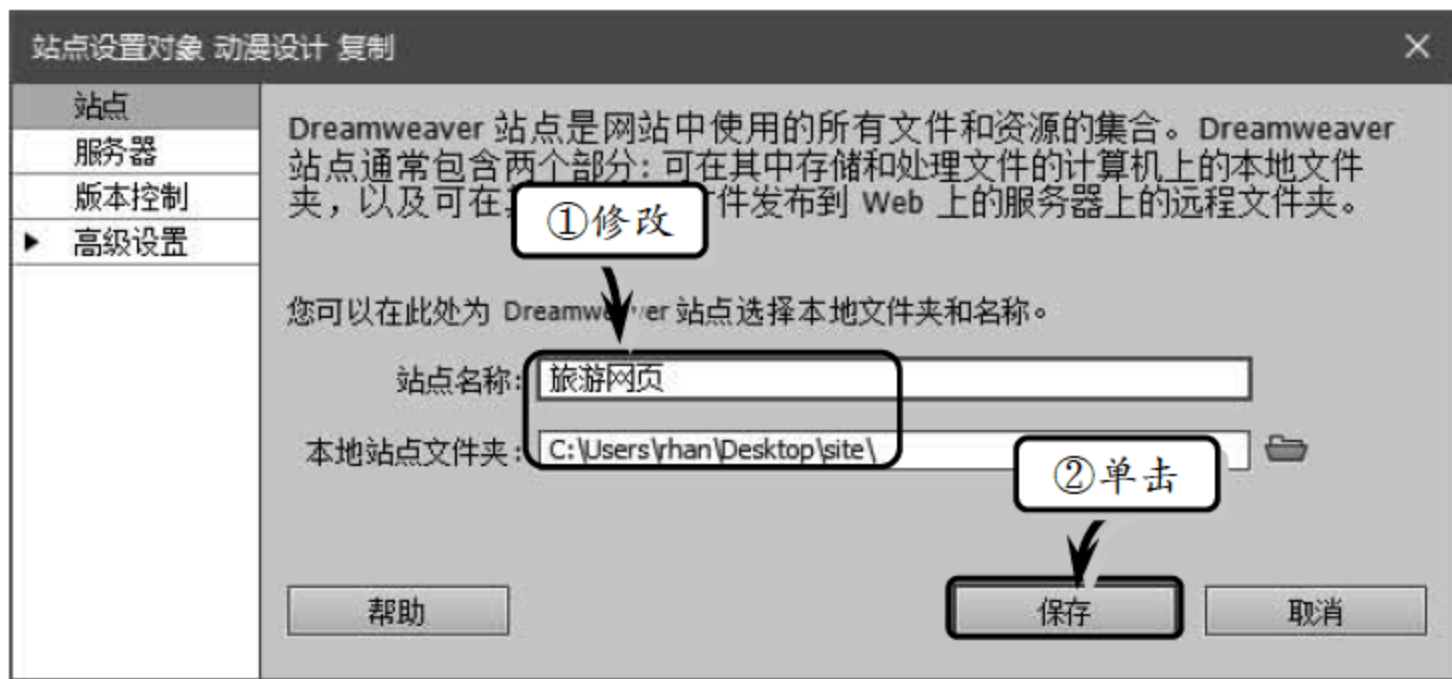 站点设置对象 动漫设计 复制
站点
服务器
版本控制
高级设置
Dreamweaver 站点是网站中使用的所有文件和资源的集合。Dreamweaver
站点通常包含两个部分：可在其中存储和处理文件的计算机上的本地文件
夹，以及可在 件发布到 Web 上的服务器上的远程文件夹。
①修改
您可以在此处为 Dreamw er 站点选择本地文件夹和名称。
站点名称: 旅游网页
本地站点文件夹: C:\Users\rhan\Desktop\site\
②单击
帮助
保存
取消